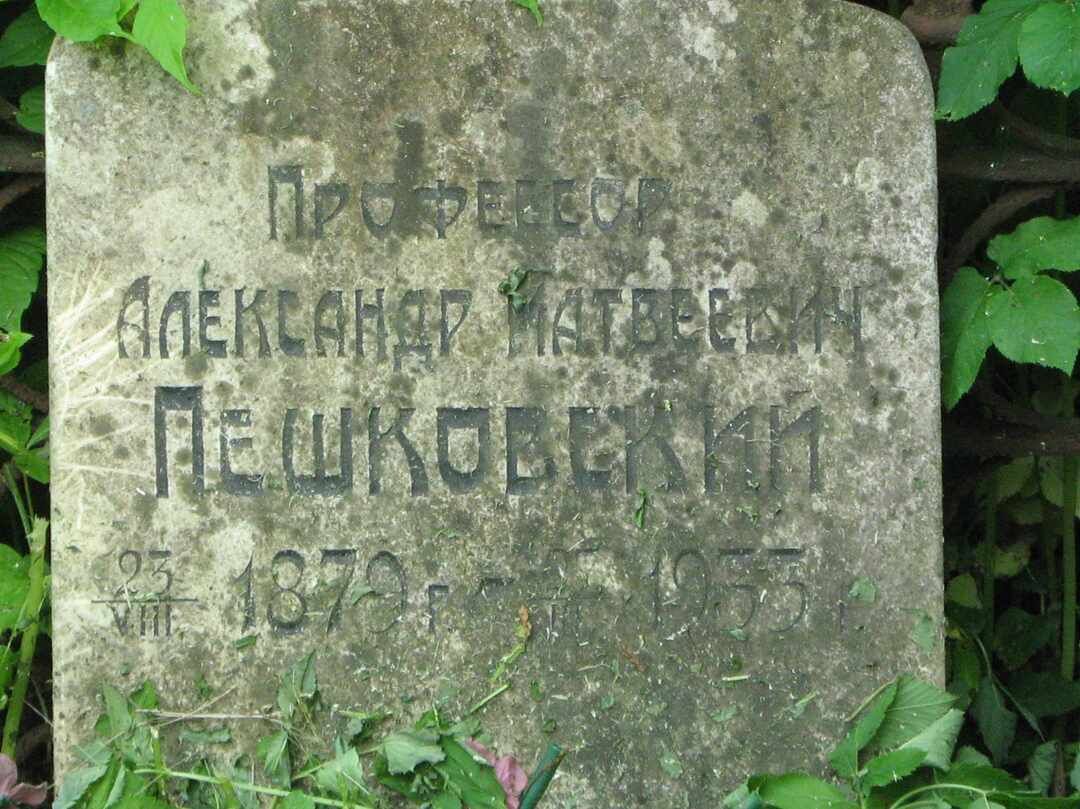 Профессор
Александр Матвеевич
Пешковский
23/VIII 1879 г. – 1933 г.